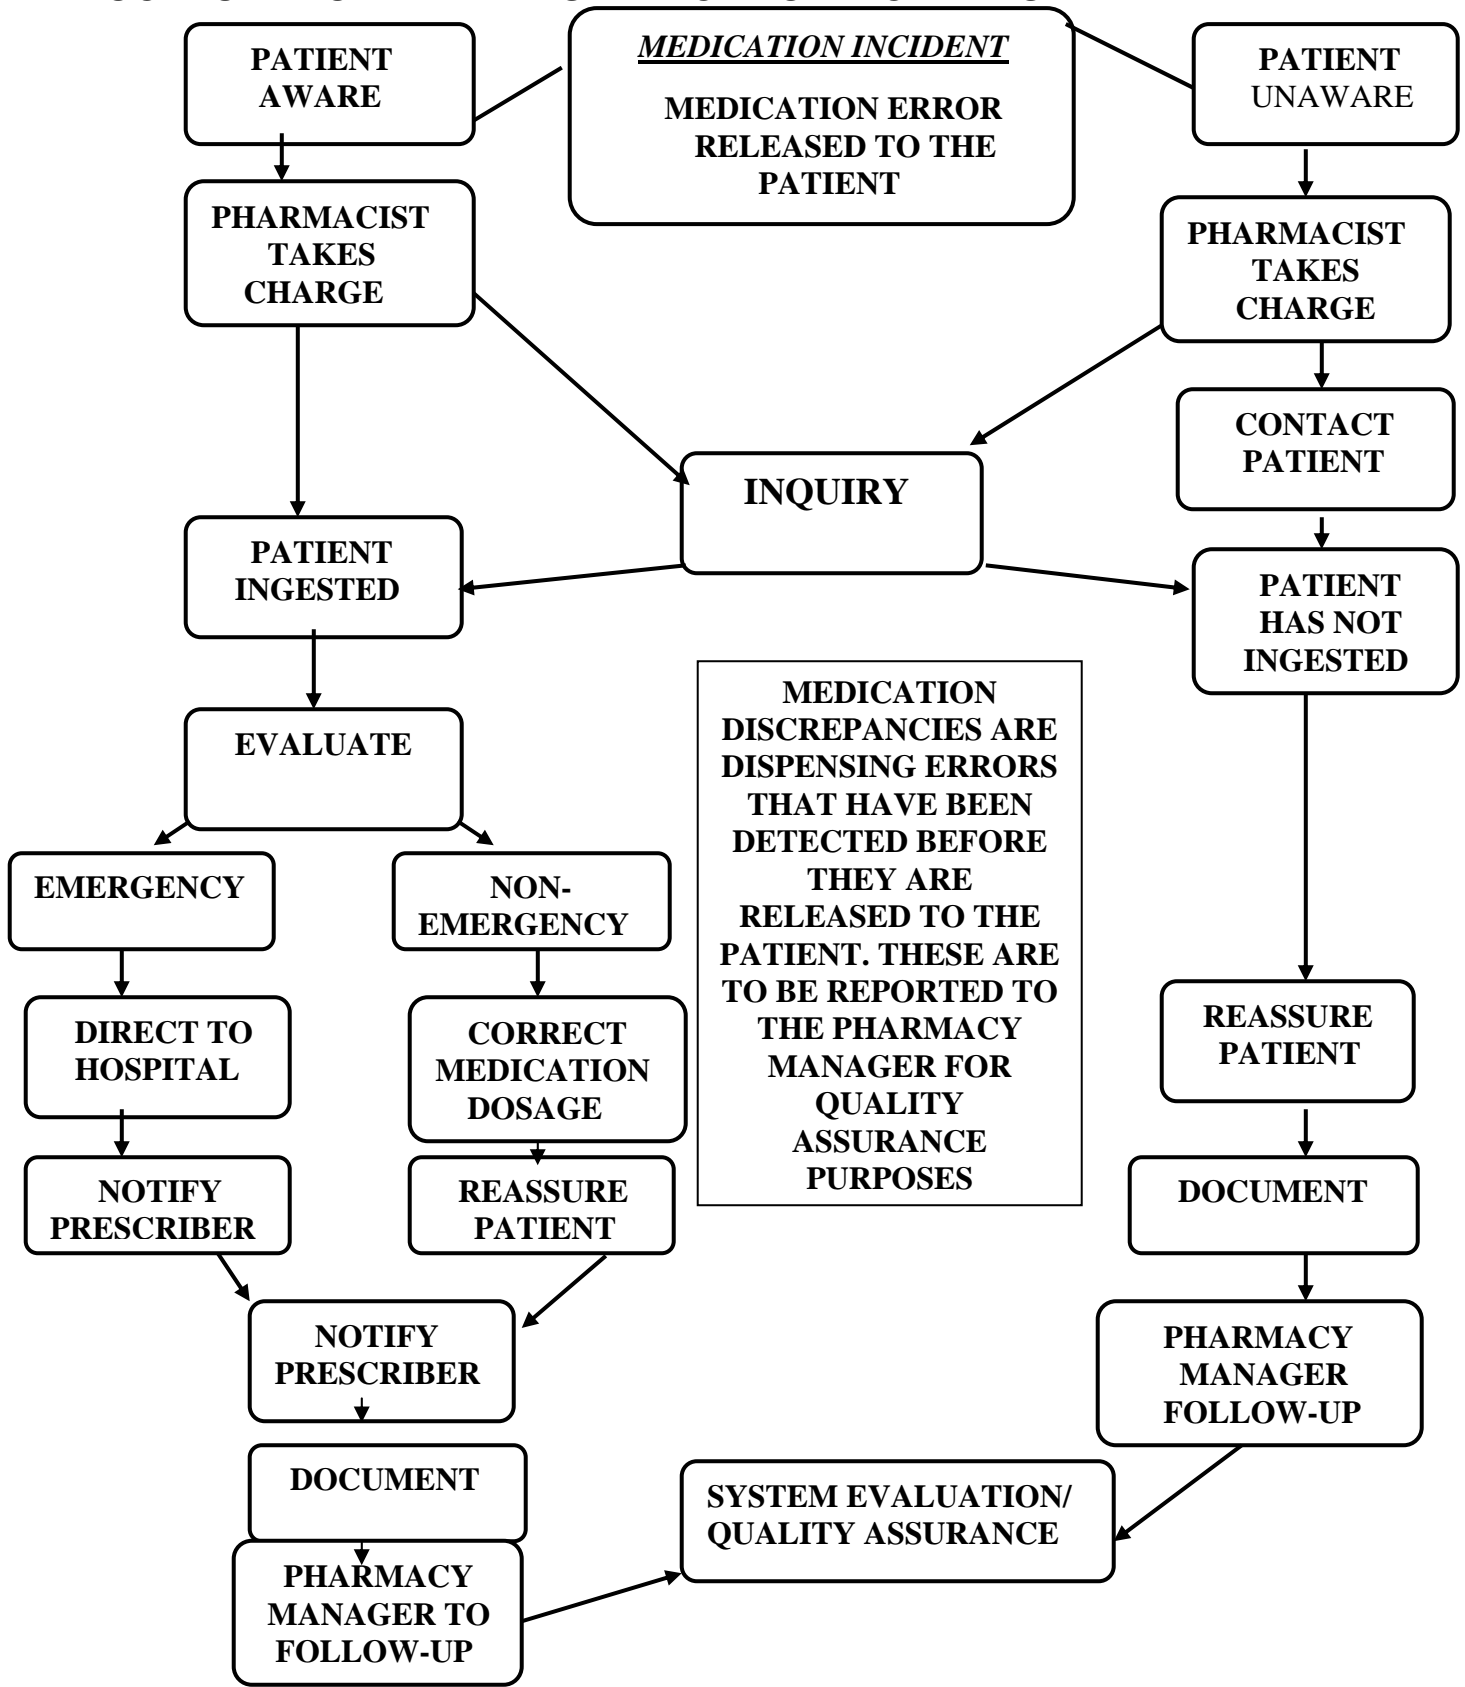 PATIENT
AWARE
MEDICATION INCIDENT
MEDICATION ERROR
RELEASED TO THE
PATIENT
PATIENT
UNAWARE
PHARMACIST
TAKES
CHARGE
PHARMACIST
TAKES
CHARGE
CONTACT
PATIENT
INQUIRY
PATIENT
INGESTED
PATIENT
HAS NOT
INGESTED
EVALUATE
MEDICATION
DISCREPANCIES ARE
DISPENSING ERRORS
THAT HAVE BEEN
DETECTED BEFORE
THEY ARE
RELEASED TO THE
PATIENT. THESE ARE
TO BE REPORTED TO
THE PHARMACY
MANAGER FOR
QUALITY
ASSURANCE
PURPOSES
EMERGENCY
NON-
EMERGENCY
DIRECT TO
HOSPITAL
CORRECT
MEDICATION
DOSAGE
REASSURE
PATIENT
NOTIFY
PRESCRIBER
REASSURE
PATIENT
DOCUMENT
NOTIFY
PRESCRIBER
PHARMACY
MANAGER
FOLLOW-UP
DOCUMENT
SYSTEM EVALUATION/
QUALITY ASSURANCE
PHARMACY
MANAGER TO
FOLLOW-UP